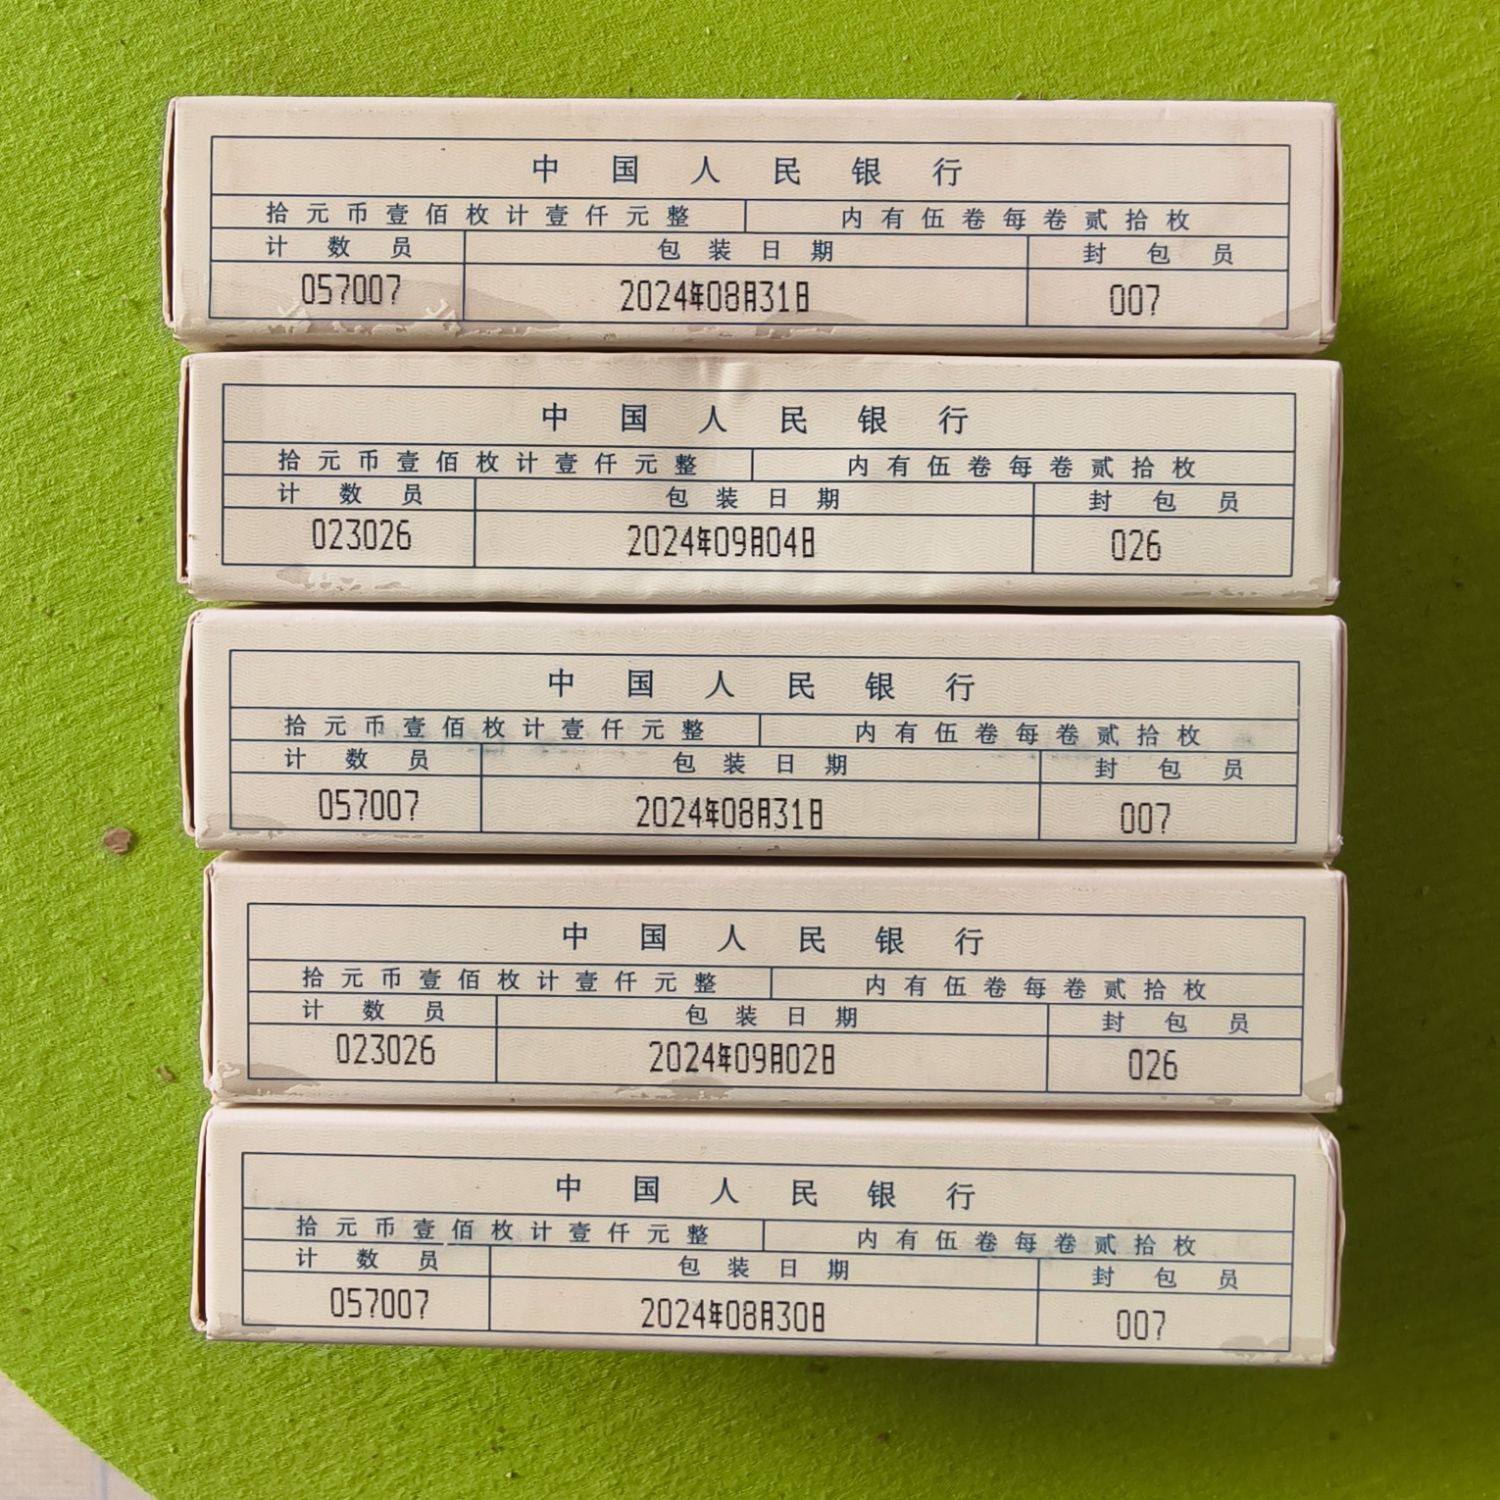 中国人民银行
拾元币壹佰枚计壹仟元整 内有伍卷每卷贰拾枚
计数员 包装日期 封包员
057007 2024年08月31日 007
中国人民银行
拾元币壹佰枚计壹仟元整 内有伍卷每卷贰拾枚
计数员 包装日期 封包员
023026 2024年09月04日 026
中国人民银行
拾元币壹佰枚计壹仟元整 内有伍卷每卷贰拾枚
计数员 包装日期 封包员
057007 2024年08月31日 007
中国人民银行
拾元币壹佰枚计壹仟元整 内有伍卷每卷贰拾枚
计数员 包装日期 封包员
023026 2024年09月02日 026
中国人民银行
拾元币壹佰枚计壹仟元整 内有伍卷每卷贰拾枚
计数员 包装日期 封包员
057007 2024年08月30日 007